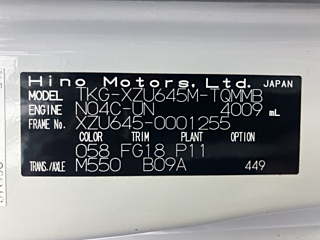 Hino Motors, Ltd. JAPAN
MODEL TKG-XZU645M-TQMMB
ENGINE N04C-UN 4009 mL
FRAME No. XZU645-0001255
COLOR TRIM PLANT OPTION
058 FG18 P11
TRANS./AXLE M550 B09A 449